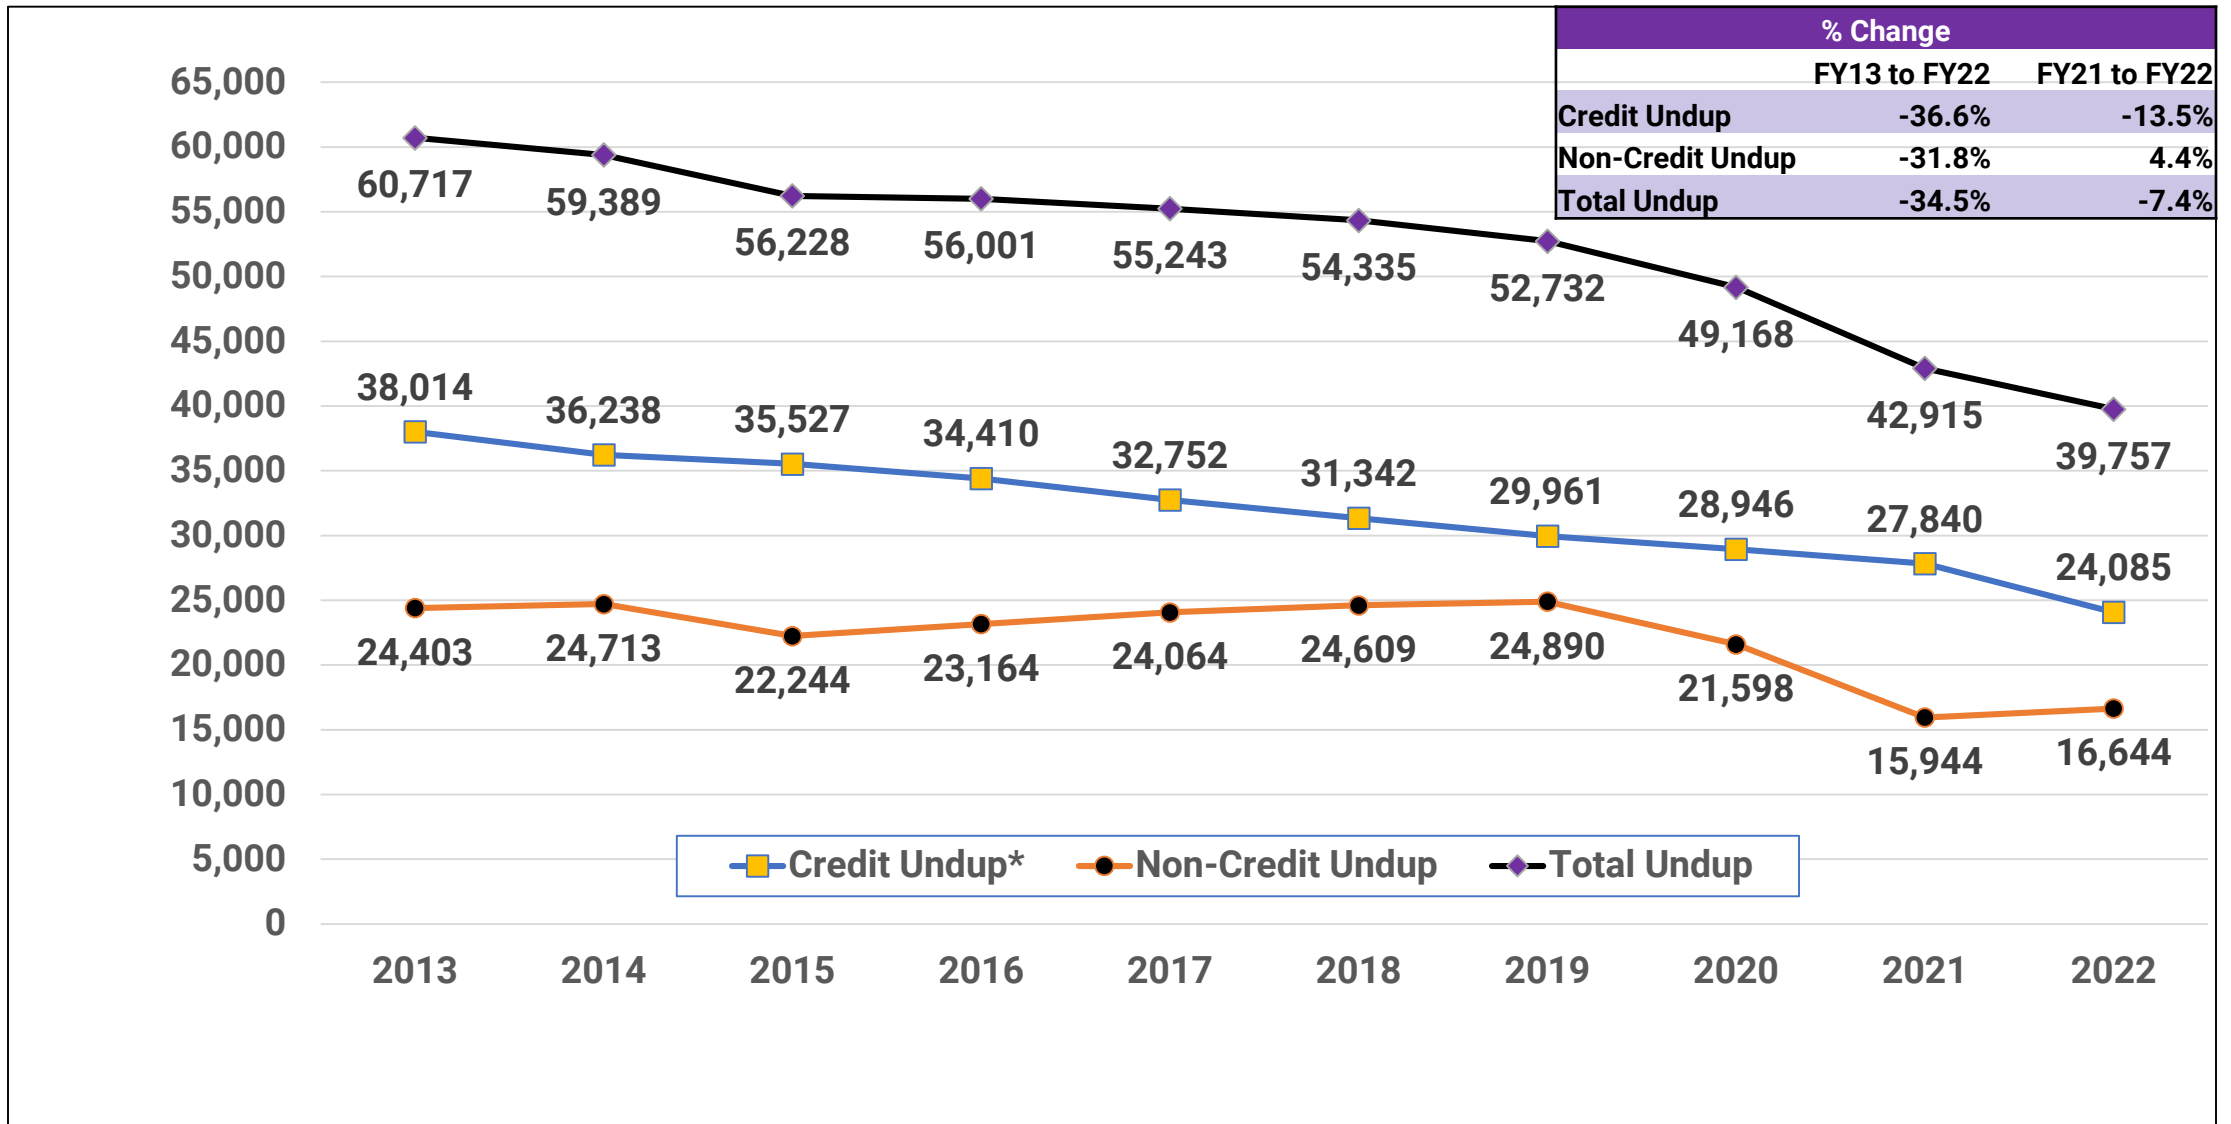 % Change
FY13 to FY22 FY21 to FY22
Credit Undup -36.6% -13.5%
Non-Credit Undup -31.8% 4.4%
Total Undup -34.5% -7.4%
65,000
60,000
55,000
50,000
45,000
40,000
35,000
30,000
25,000
20,000
15,000
10,000
5,000
0
60,717 59,389 56,228 56,001 55,243 54,335 52,732 49,168 42,915 39,757
38,014 36,238 35,527 34,410 32,752 31,342 29,961 28,946 27,840 24,085
24,403 24,713 22,244 23,164 24,064 24,609 24,890 21,598 15,944 16,644
Credit Undup* Non-Credit Undup Total Undup
2013 2014 2015 2016 2017 2018 2019 2020 2021 2022